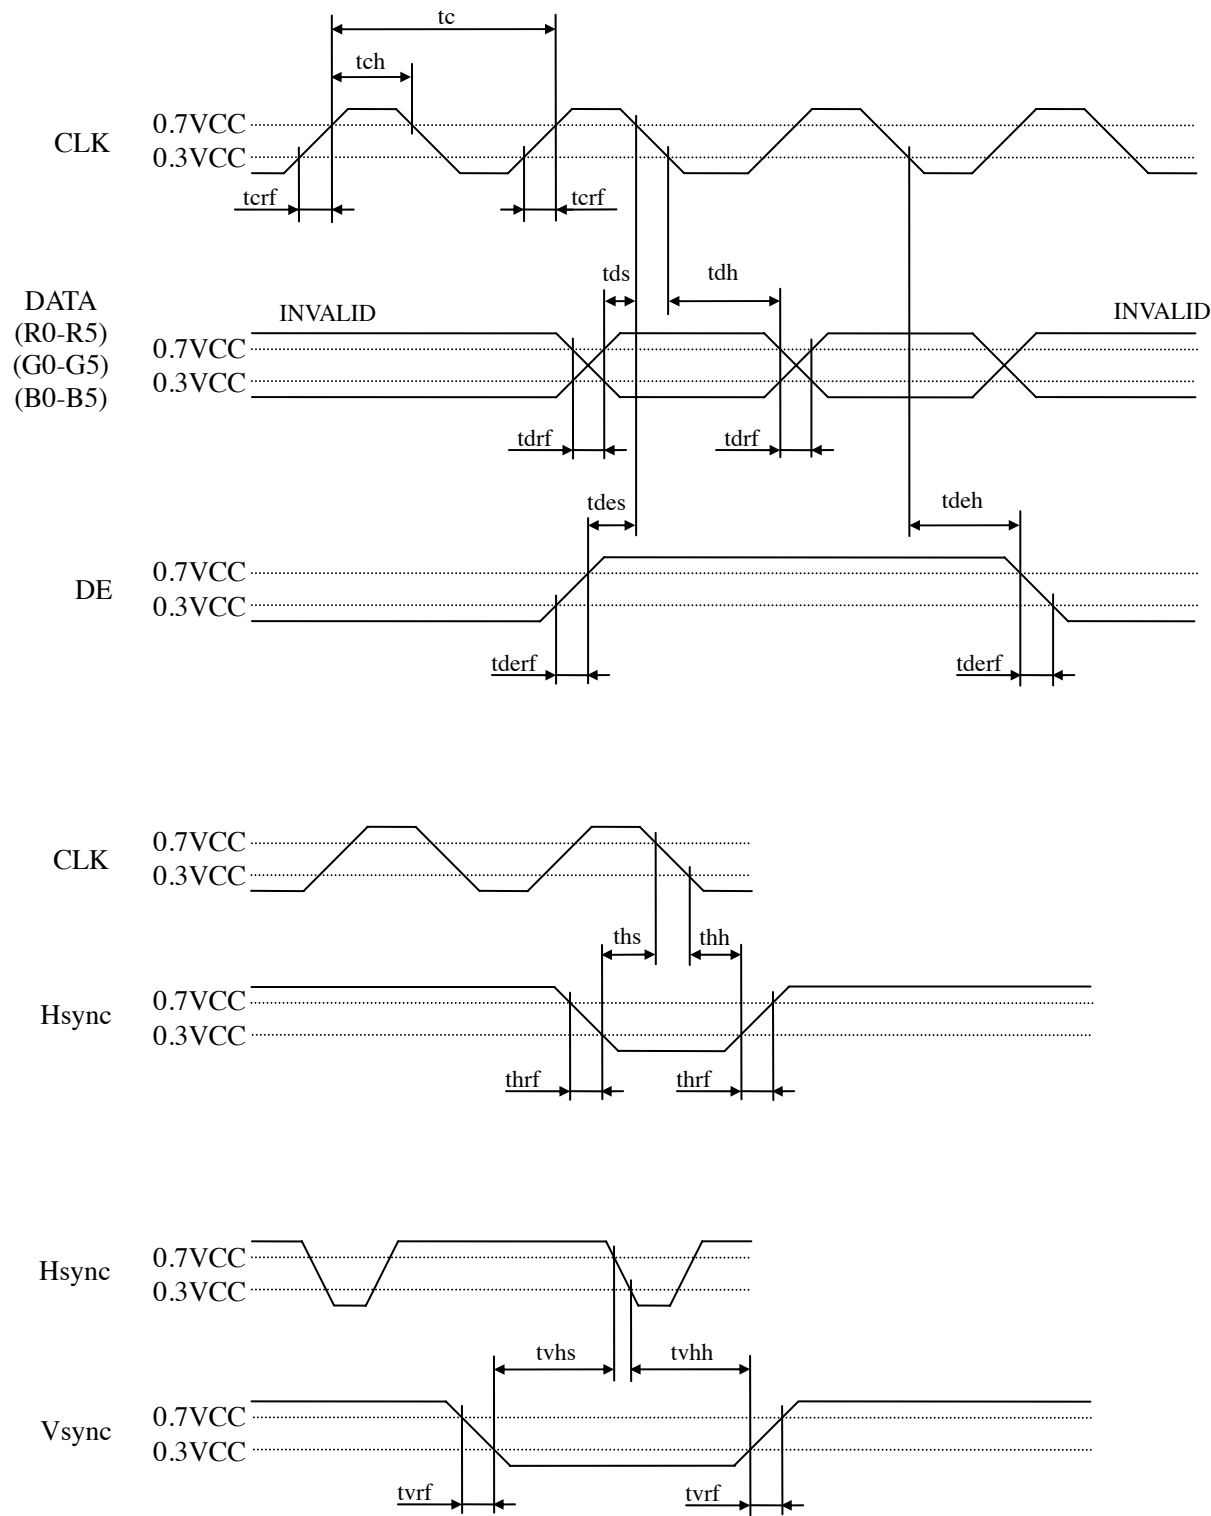 tc
tch
0.7VCC
CLK
0.3VCC
tcrf
tcrf
tds
tdh
DATA
(R0-R5)
(G0-G5)
(B0-B5)
INVALID
INVALID
0.7VCC
0.3VCC
tdrf
tdrf
tdes
tdeh
0.7VCC
DE
0.3VCC
tderf
tderf
0.7VCC
CLK
0.3VCC
ths
thh
0.7VCC
Hsync
0.3VCC
thrf
thrf
0.7VCC
Hsync
0.3VCC
tvhs
tvhh
0.7VCC
Vsync
0.3VCC
tvrf
tvrf